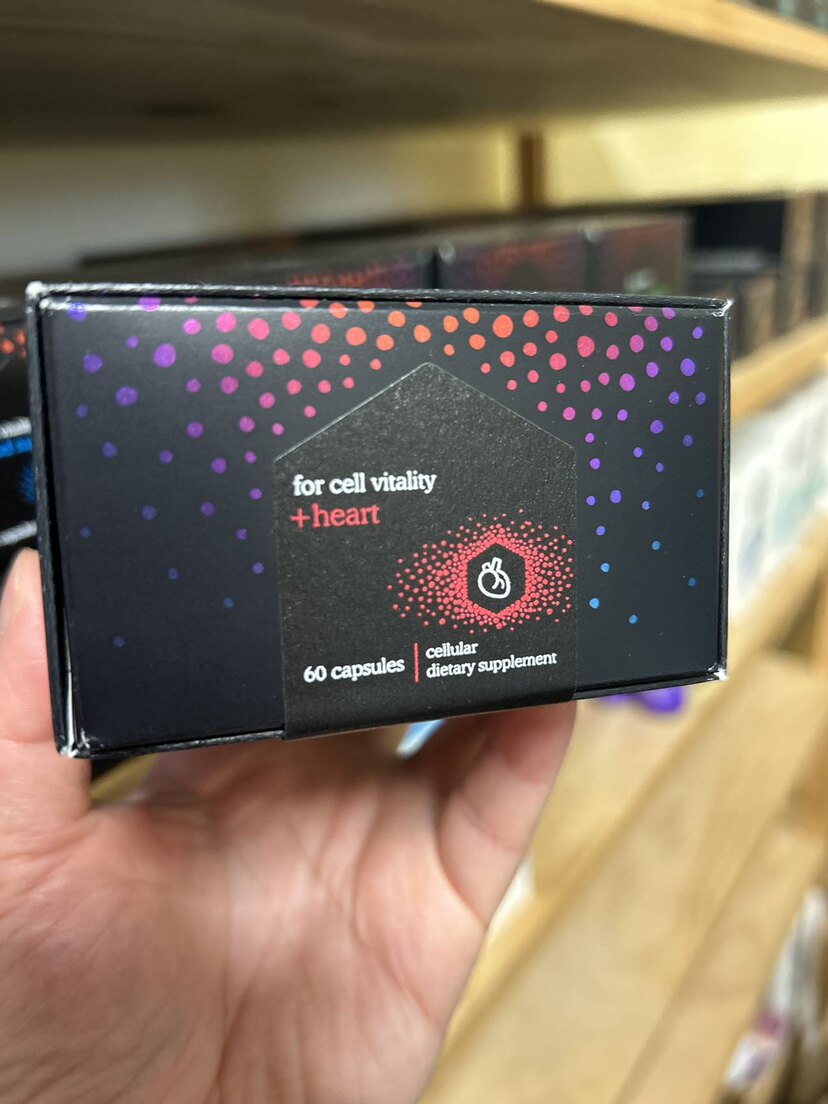 for cell vitality
+heart
60 capsules
cellular
dietary supplement